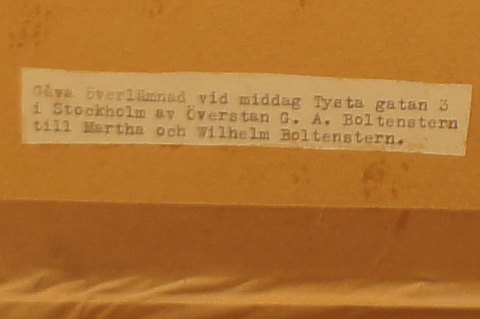 Gåva överlämnad vid middag Tysta gatan 3
i Stockholm av Överstan G. A. Boltenstern
till Martha och Wilhelm Boltenstern.